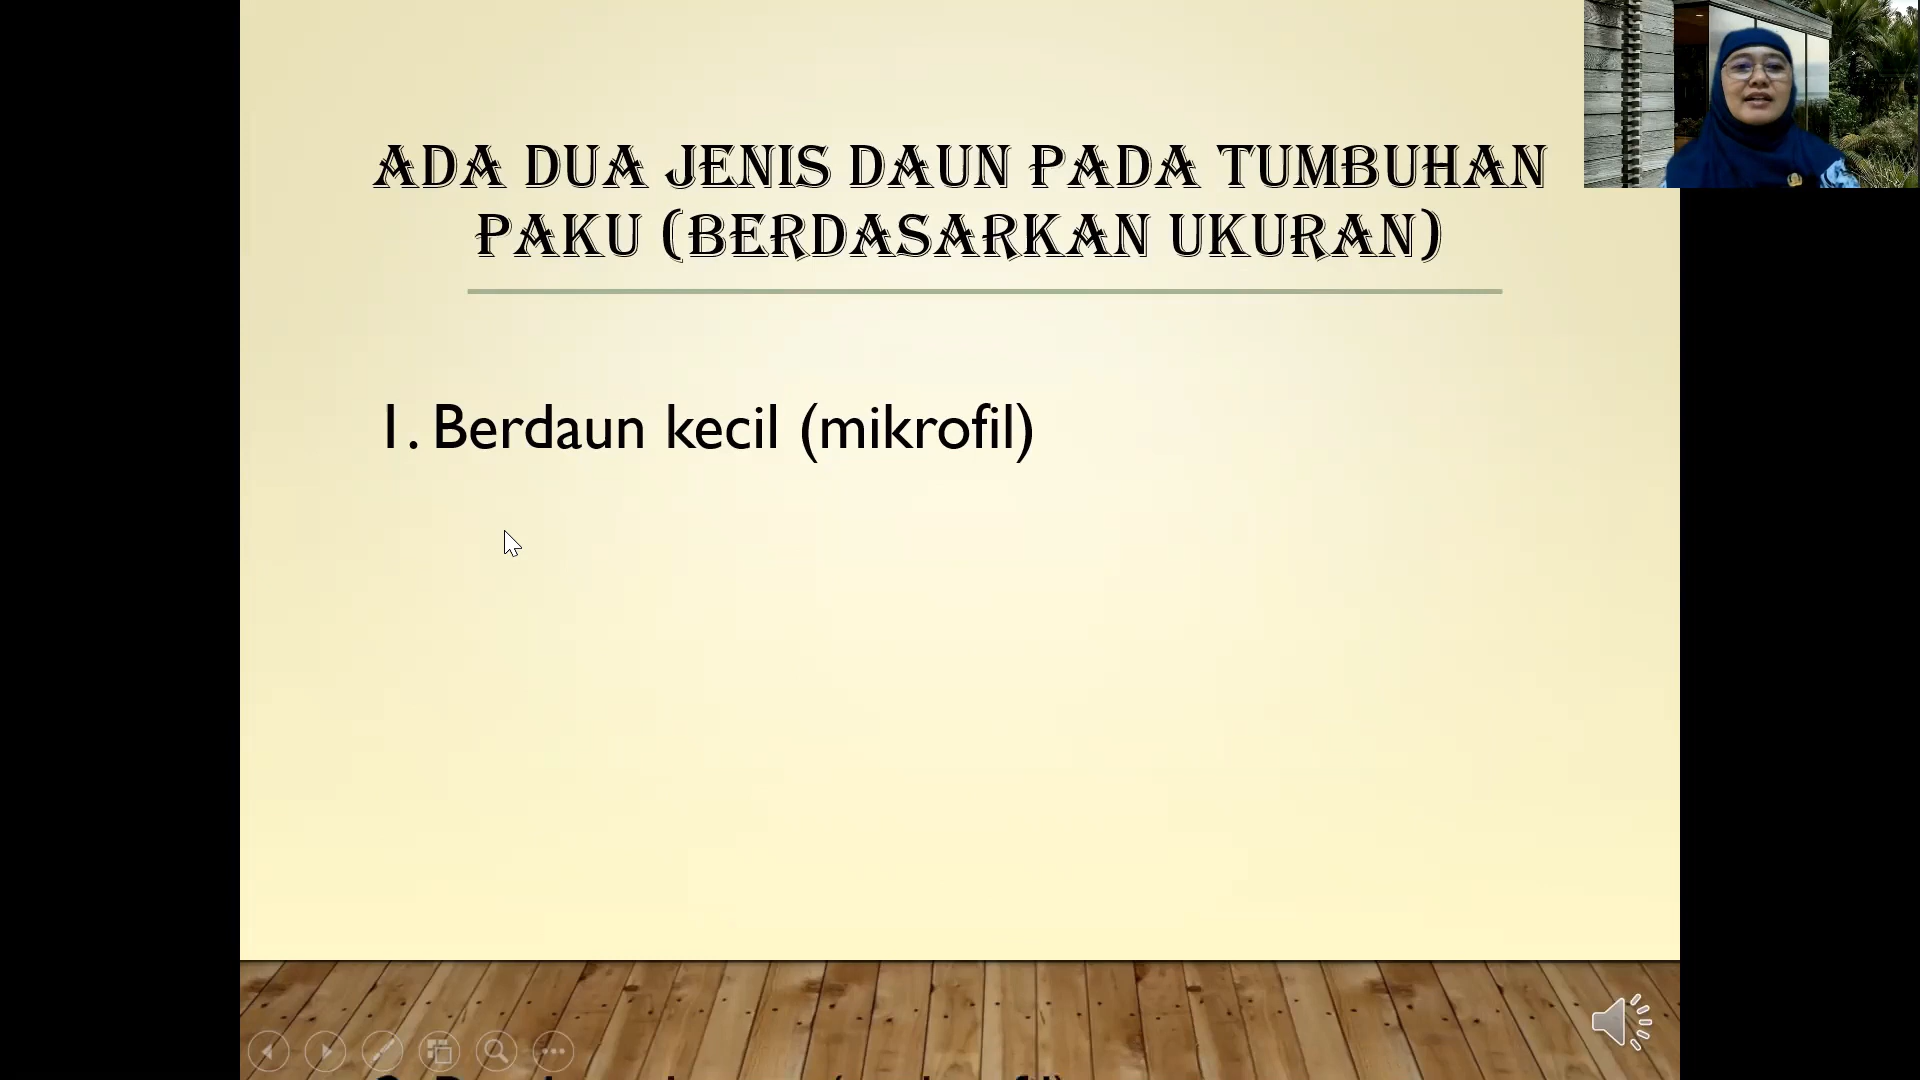 ADA DUA JENIS DAUN PADA TUMBUHAN
PAKU (BERDASARKAN UKURAN)
1. Berdaun kecil (mikrofil)